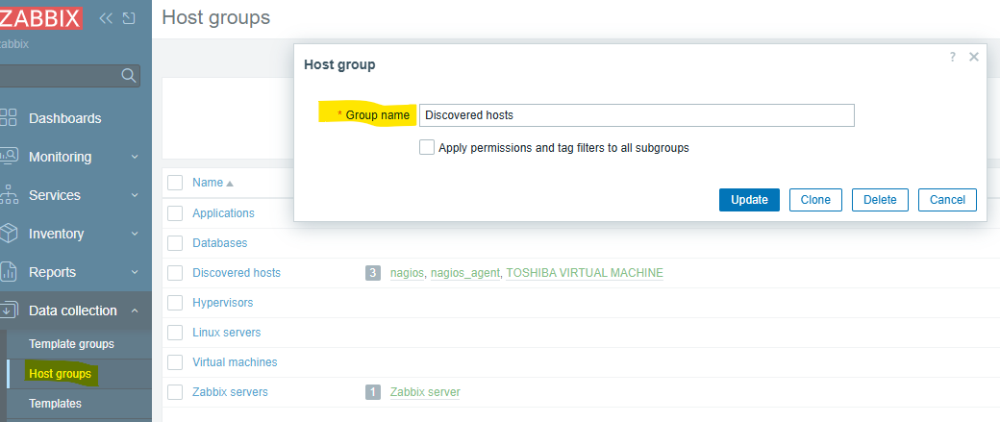 ZABBIX
zabbix
Dashboards
Monitoring
Services
Inventory
Reports
Data collection
Template groups
Host groups
Templates
Host groups
Host group
?
* Group name
Discovered hosts
Apply permissions and tag filters to all subgroups
Update Clone Delete Cancel
Name
Applications
Databases
Discovered hosts 3 nagios, nagios_agent, TOSHIBA VIRTUAL MACHINE
Hypervisors
Linux servers
Virtual machines
Zabbix servers 1 Zabbix server